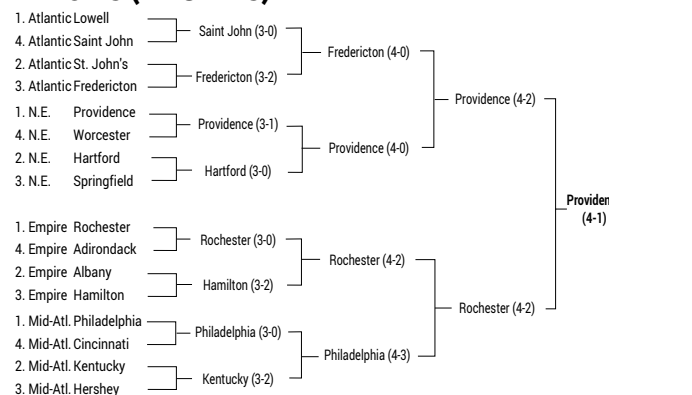 1. Atlantic Lowell
4. Atlantic Saint John
Saint John (3-0)
2. Atlantic St. John's
3. Atlantic Fredericton
Fredericton (3-2)
Fredericton (4-0)
1. N.E. Providence
4. N.E. Worcester
Providence (3-1)
2. N.E. Hartford
3. N.E. Springfield
Hartford (3-0)
Providence (4-0)
Providence (4-2)
1. Empire Rochester
4. Empire Adirondack
Rochester (3-0)
2. Empire Albany
3. Empire Hamilton
Hamilton (3-2)
Rochester (4-2)
1. Mid-Atl. Philadelphia
4. Mid-Atl. Cincinnati
Philadelphia (3-0)
2. Mid-Atl. Kentucky
3. Mid-Atl. Hershey
Kentucky (3-2)
Philadelphia (4-3)
Rochester (4-2)
Providen
(4-1)